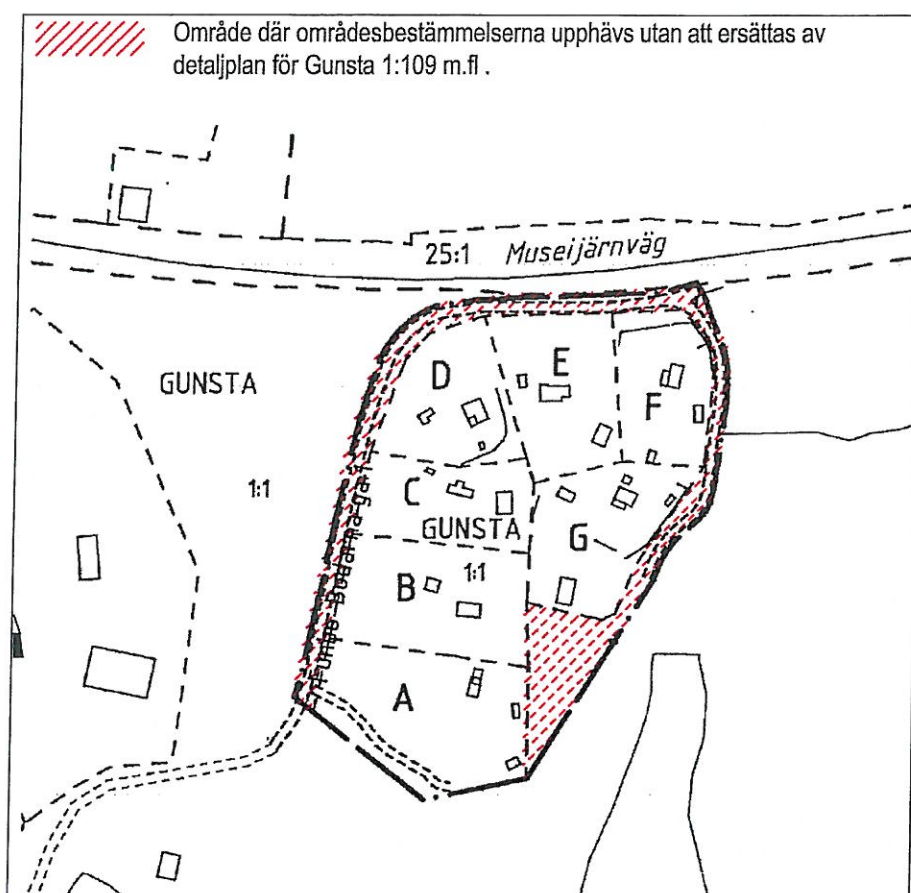 Område där områdesbestämmelserna upphävs utan att ersättas av
detaljplan för Gunsta 1:109 m.fl .
25:1 Museijärnväg
GUNSTA
1:1
D
E
F
C
GUNSTA
1:1
G
B
A